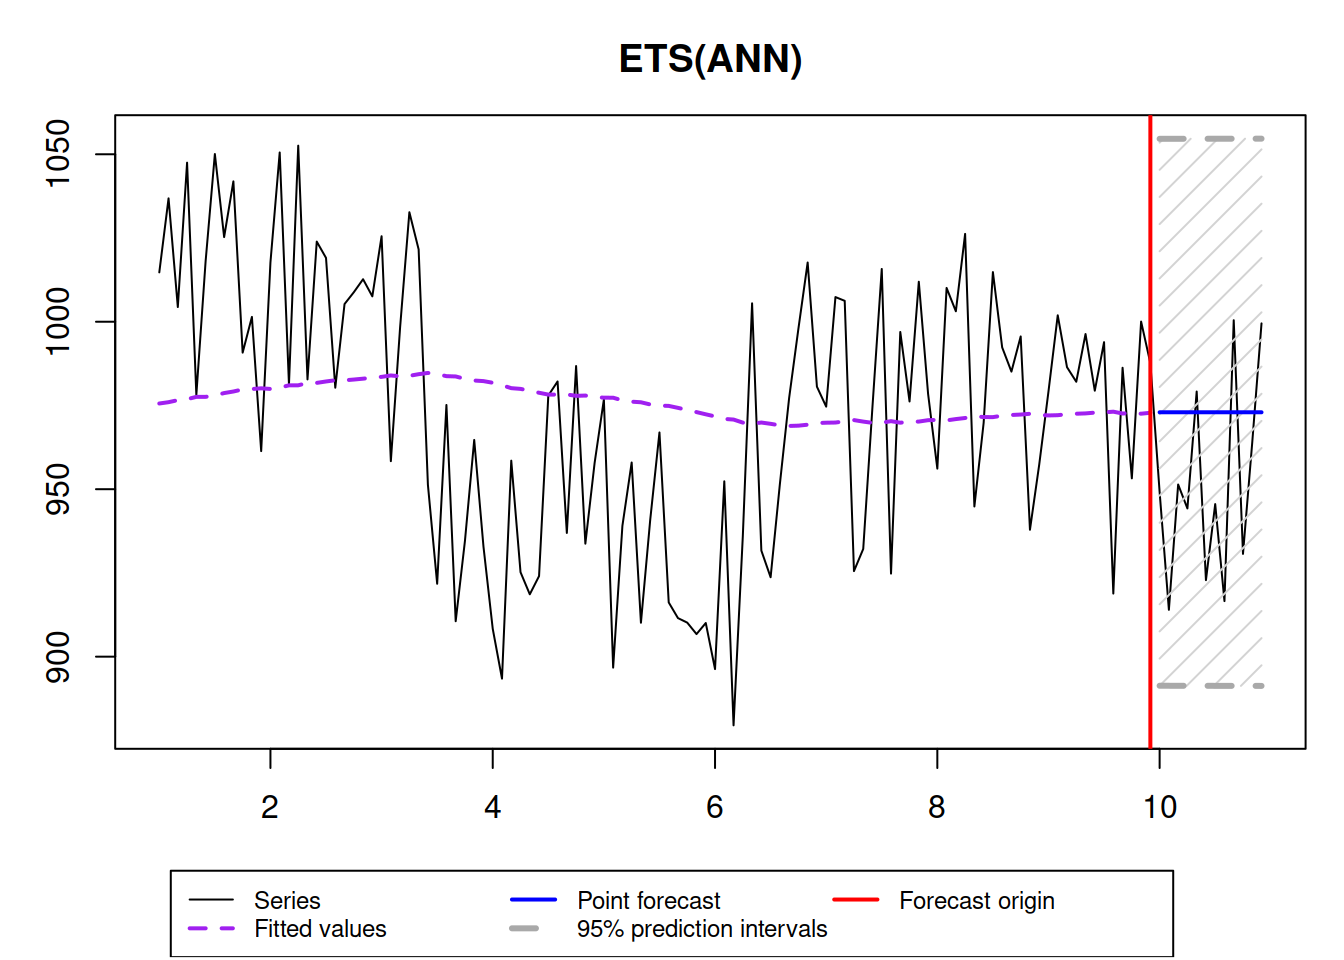 ETS(ANN)
1050
1000
950
900
2 4 6 8 10
Series Point forecast Forecast origin
Fitted values 95% prediction intervals